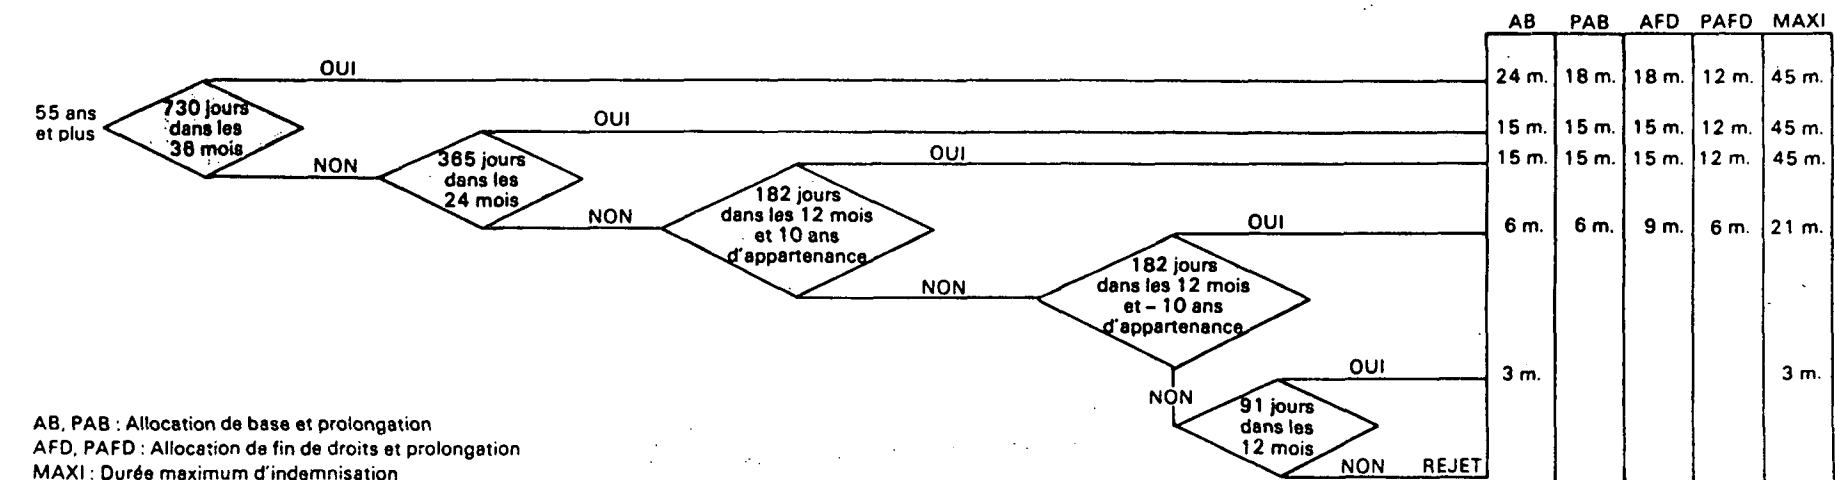 AB PAB AFD PAFD MAXI
OUI
24 m. 18 m. 18 m. 12 m. 45 m.
55 ans
et plus
730 jours
dans les
36 mois
OUI
15 m. 15 m. 15 m. 12 m. 45 m.
NON
365 jours
dans les
24 mois
OUI
15 m. 15 m. 15 m. 12 m. 45 m.
NON
182 jours
dans les 12 mois
et 10 ans
d'appartenance
OUI
6 m. 6 m. 9 m. 6 m. 21 m.
NON
182 jours
dans les 12 mois
et – 10 ans
d'appartenance
OUI
3 m. 3 m.
NON
91 jours
dans les
12 mois
NON REJET
AB, PAB : Allocation de base et prolongation
AFD, PAFD : Allocation de fin de droits et prolongation
MAXI : Durée maximum d'indemnisation